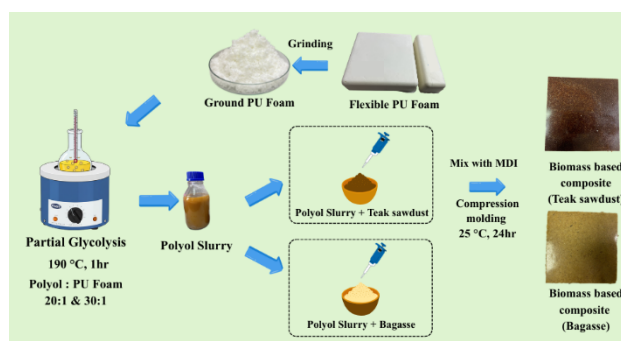 Grinding
Ground PU Foam
Flexible PU Foam
Partial Glycolysis
190 °C, 1hr
Polyol : PU Foam
20:1 & 30:1
Polyol Slurry
Polyol Slurry + Teak sawdust
Polyol Slurry + Bagasse
Mix with MDI
Compression
molding
25 °C, 24hr
Biomass based
composite
(Teak sawdust)
Biomass based
composite
(Bagasse)